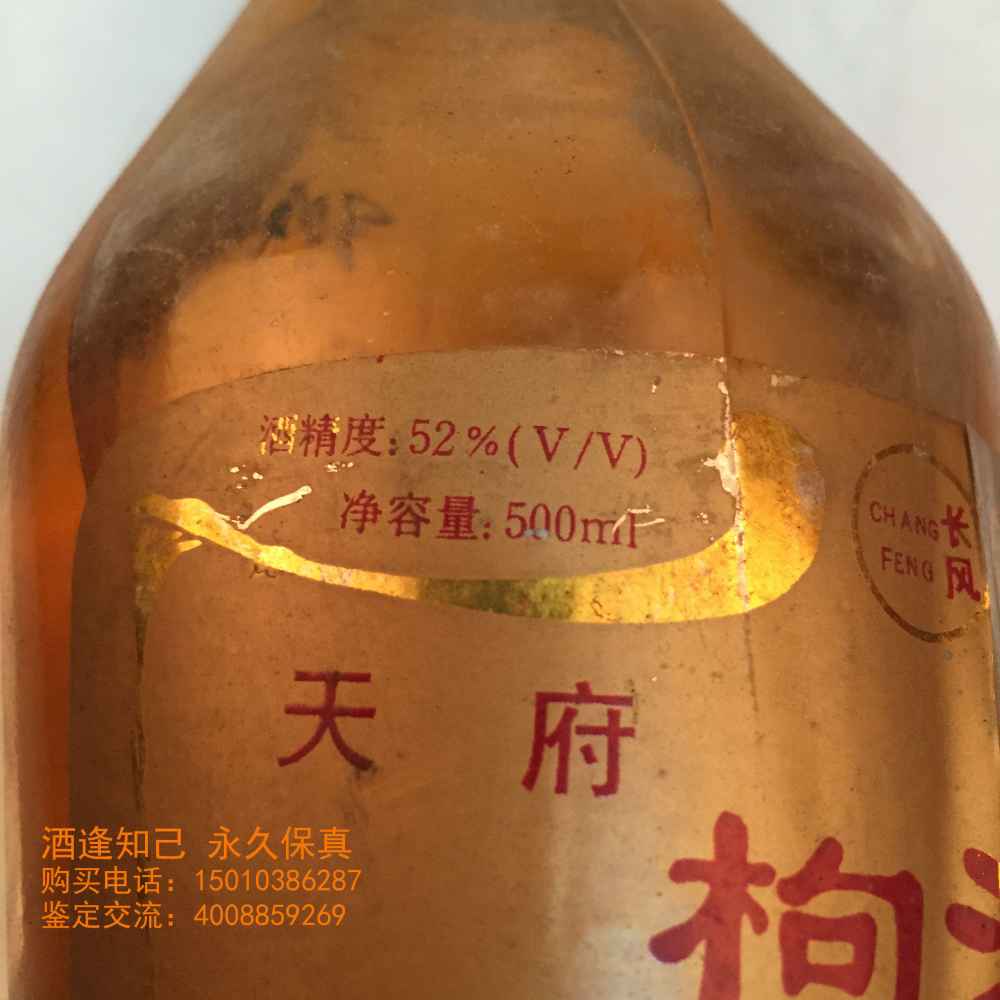 酒精度:52%(V/V)
净容量:500ml
CHANG
FENG
长风
天府
枸
酒逢知己 永久保真
购买电话：15010386287
鉴定交流：4008859269